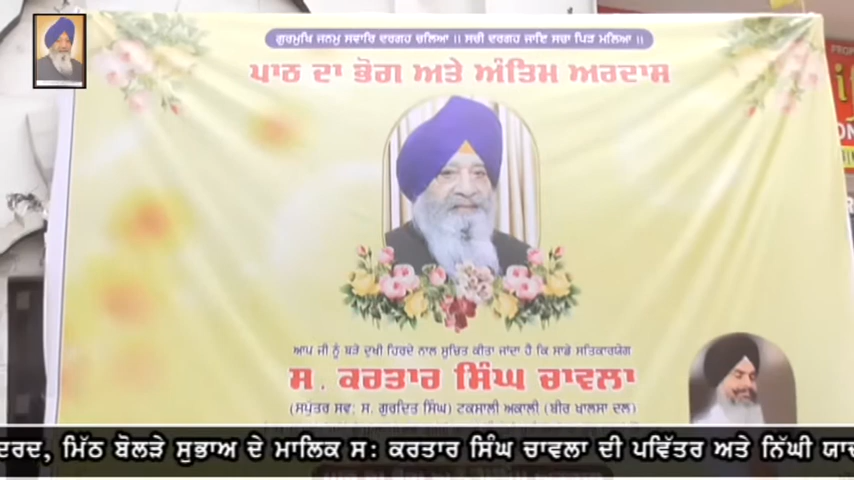 ਗੁਰਮੁਖਿ ਜਨਮੁ ਸਵਾਰਿ ਦਰਗਹ ਚਲਿਆ ॥ ਸਚੀ ਦਰਗਹ ਜਾਇ ਸਚਾ ਪਿੜ ਮਲਿਆ ॥
ਪਾਠ ਦਾ ਭੋਗ ਅਤੇ ਅੰਤਿਮ ਅਰਦਾਸ
ਆਪ ਜੀ ਨੂੰ ਬੜੇ ਦੁਖੀ ਹਿਰਦੇ ਨਾਲ ਸੂਚਿਤ ਕੀਤਾ ਜਾਂਦਾ ਹੈ ਕਿ ਸਾਡੇ ਸਤਿਕਾਰਯੋਗ
ਸ. ਕਰਤਾਰ ਸਿੰਘ ਚਾਵਲਾ
(ਸਪੁੱਤਰ ਸਵ: ਸ. ਗੁਰਦਿਤ ਸਿੰਘ) ਟਕਸਾਲੀ ਅਕਾਲੀ (ਬੀਰ ਖਾਲਸਾ ਦਲ)
ਦਰਦ, ਮਿੱਠ ਬੋਲੜੇ ਸੁਭਾਅ ਦੇ ਮਾਲਿਕ ਸ: ਕਰਤਾਰ ਸਿੰਘ ਚਾਵਲਾ ਦੀ ਪਵਿੱਤਰ ਅਤੇ ਨਿੱਘੀ